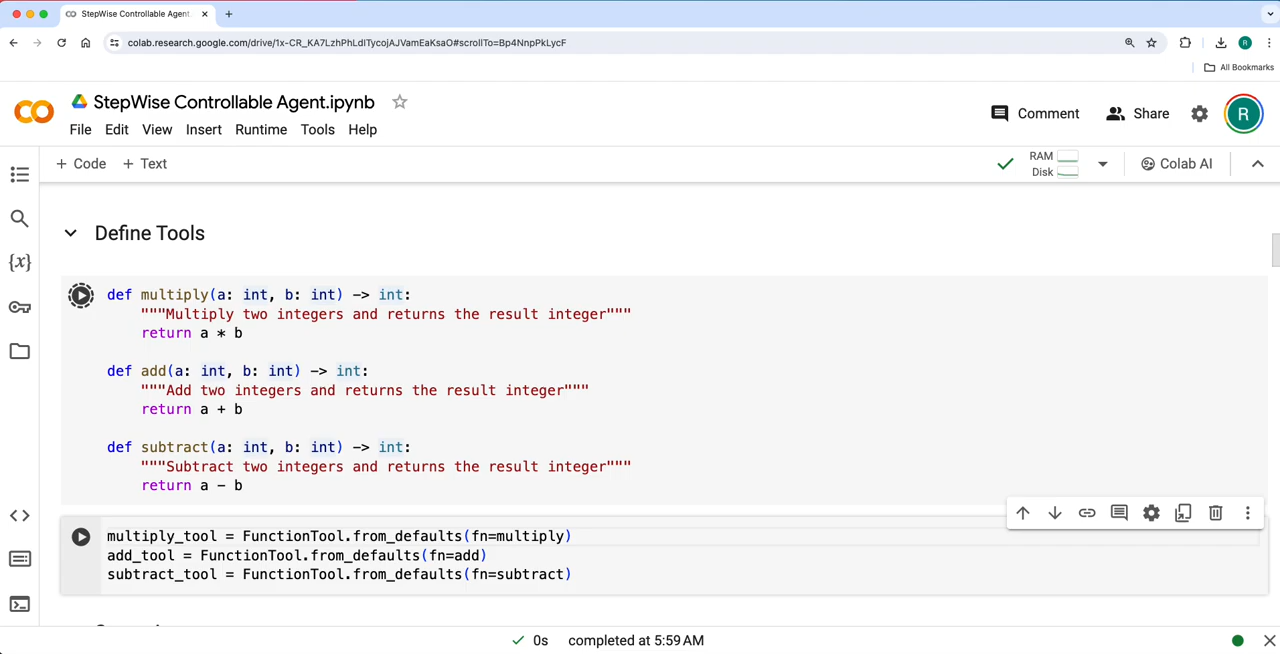 StepWise Controllable Agent.
colab.research.google.com/drive/1x-CR_KA7LzhPhLdlTycojAJVamEaKsaO#scrollTo=Bp4NnpPkLycF
R
All Bookmarks
StepWise Controllable Agent.ipynb
File Edit View Insert Runtime Tools Help
Comment
Share
R
+ Code + Text
RAM
Disk
Colab AI
{x}
Define Tools
def multiply(a: int, b: int) -> int:
"""Multiply two integers and returns the result integer"""
return a * b
def add(a: int, b: int) -> int:
"""Add two integers and returns the result integer"""
return a + b
def subtract(a: int, b: int) -> int:
"""Subtract two integers and returns the result integer"""
return a - b
multiply_tool = FunctionTool.from_defaults(fn=multiply)
add_tool = FunctionTool.from_defaults(fn=add)
subtract_tool = FunctionTool.from_defaults(fn=subtract)
0s completed at 5:59 AM